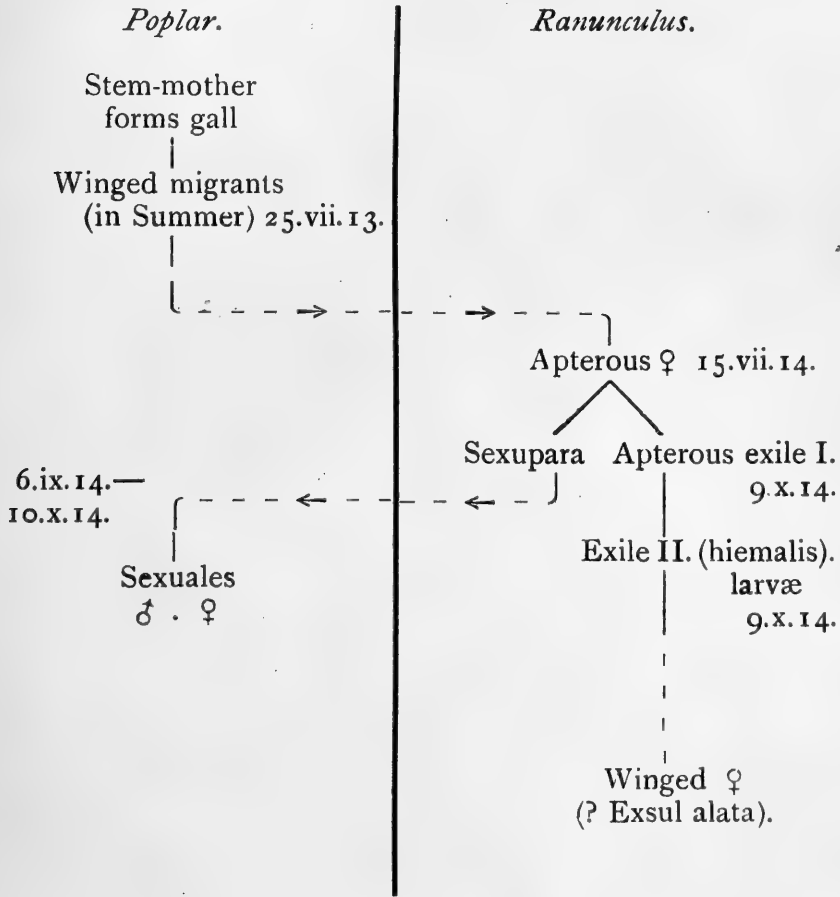 Poplar.
Ranunculus.
Stem-mother
forms gall
Winged migrants
(in Summer) 25.vii.13.
Apterous ♀ 15.vii.14.
Sexupara
Apterous exile I.
9.x.14.
6.ix.14.—
10.x.14.
Exile II. (hiemalis).
larvæ
9.x.14.
Sexuales
♂ . ♀
Winged ♀
(? Exsul alata).